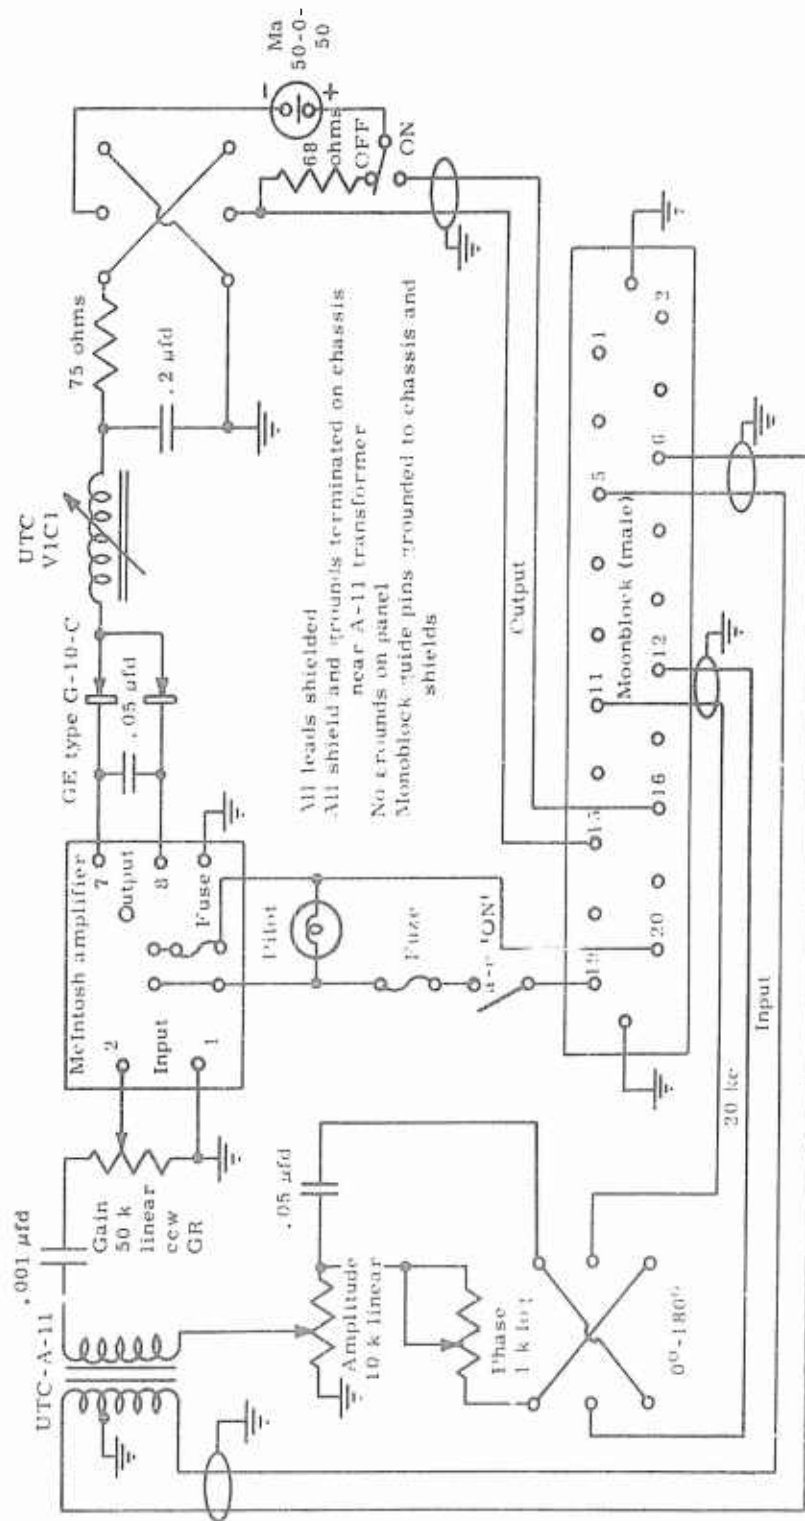 UTC-A-11
.001 µfd
Gain
50 k
linear
ccw
GR
McIntosh amplifier
2
Input
1
7
Output
8
Fuse
GE type G-10-C
.05 µfd
UTC
V1C1
75 ohms
.2 µfd
Ma
50-0-
50
-
+
68
ohms
OFF
ON
Pilot
Fuze
'ON'
All leads shielded
All shield and grounds terminated on chassis
near A-11 transformer
No grounds on panel
Monoblock guide pins grounded to chassis and
shields
.05 µfd
Amplitude
10 k linear
Phase
1 k log
0°-180°
Output
19
15
11
5
1
Moonblock (male)
20
16
12
6
2
20 kc
Input